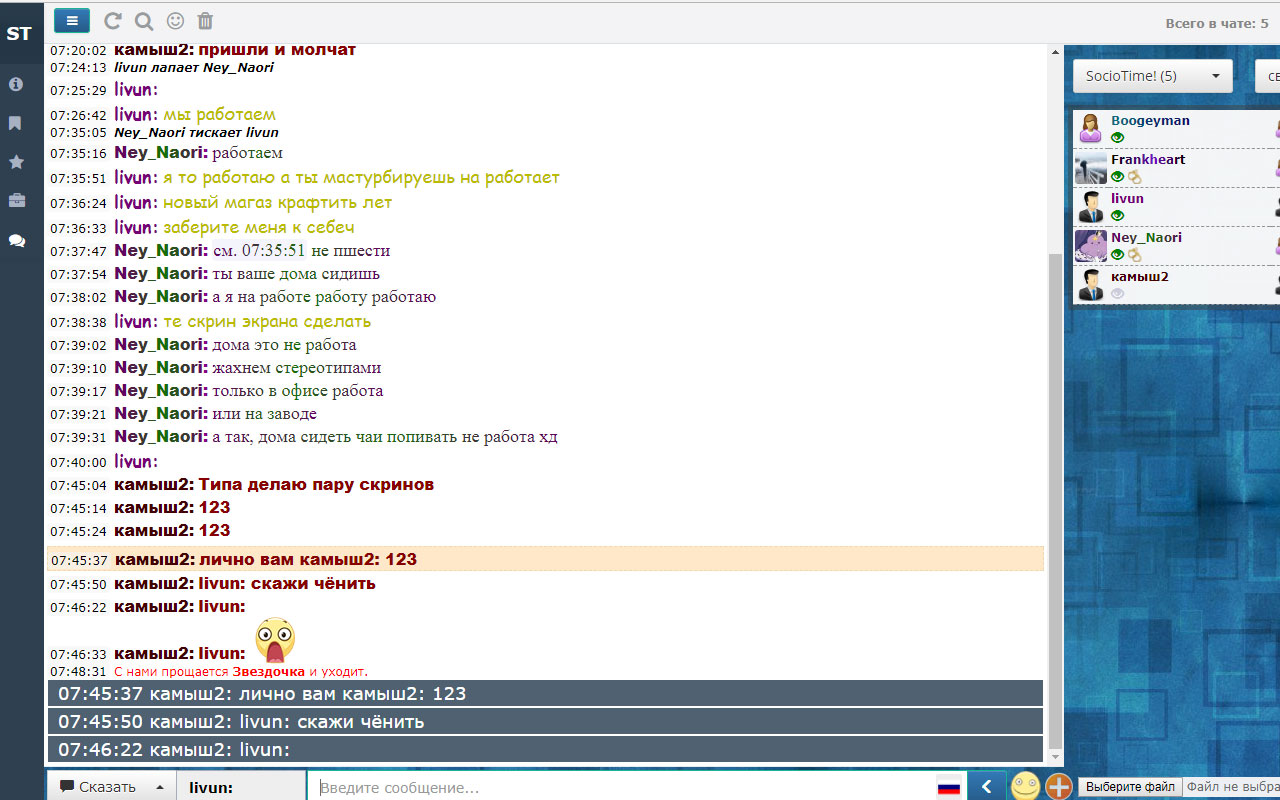 ST
Всего в чате: 5
07:20:02 камыш2: пришли и молчат
07:24:13 livun лапает Ney_Naori
07:25:29 livun:
07:26:42 livun: мы работаем
07:35:05 Ney_Naori тискает livun
07:35:16 Ney_Naori: работаем
07:35:51 livun: я то работаю а ты мастурбируешь на работает
07:36:24 livun: новый магаз крафтить лет
07:36:33 livun: заберите меня к себеч
07:37:47 Ney_Naori: см. 07:35:51 не пшести
07:37:54 Ney_Naori: ты ваше дома сидишь
07:38:02 Ney_Naori: а я на работе работу работаю
07:38:38 livun: те скрин экрана сделать
07:39:02 Ney_Naori: дома это не работа
07:39:10 Ney_Naori: жахнем стереотипами
07:39:17 Ney_Naori: только в офисе работа
07:39:21 Ney_Naori: или на заводе
07:39:31 Ney_Naori: а так, дома сидеть чаи попивать не работа хд
07:40:00 livun:
07:45:04 камыш2: Типа делаю пару скринов
07:45:14 камыш2: 123
07:45:24 камыш2: 123
07:45:37 камыш2: лично вам камыш2: 123
07:45:50 камыш2: livun: скажи чёнить
07:46:22 камыш2: livun:
07:46:33 камыш2: livun:
07:48:31 С нами прощается Звездочка и уходит.
07:45:37 камыш2: лично вам камыш2: 123
07:45:50 камыш2: livun: скажи чёнить
07:46:22 камыш2: livun:
Сказать livun: Введите сообщение...
SocioTime! (5) св
Boogeyman
Frankheart
livun
Ney_Naori
камыш2
Выберите файл Файл не выбра